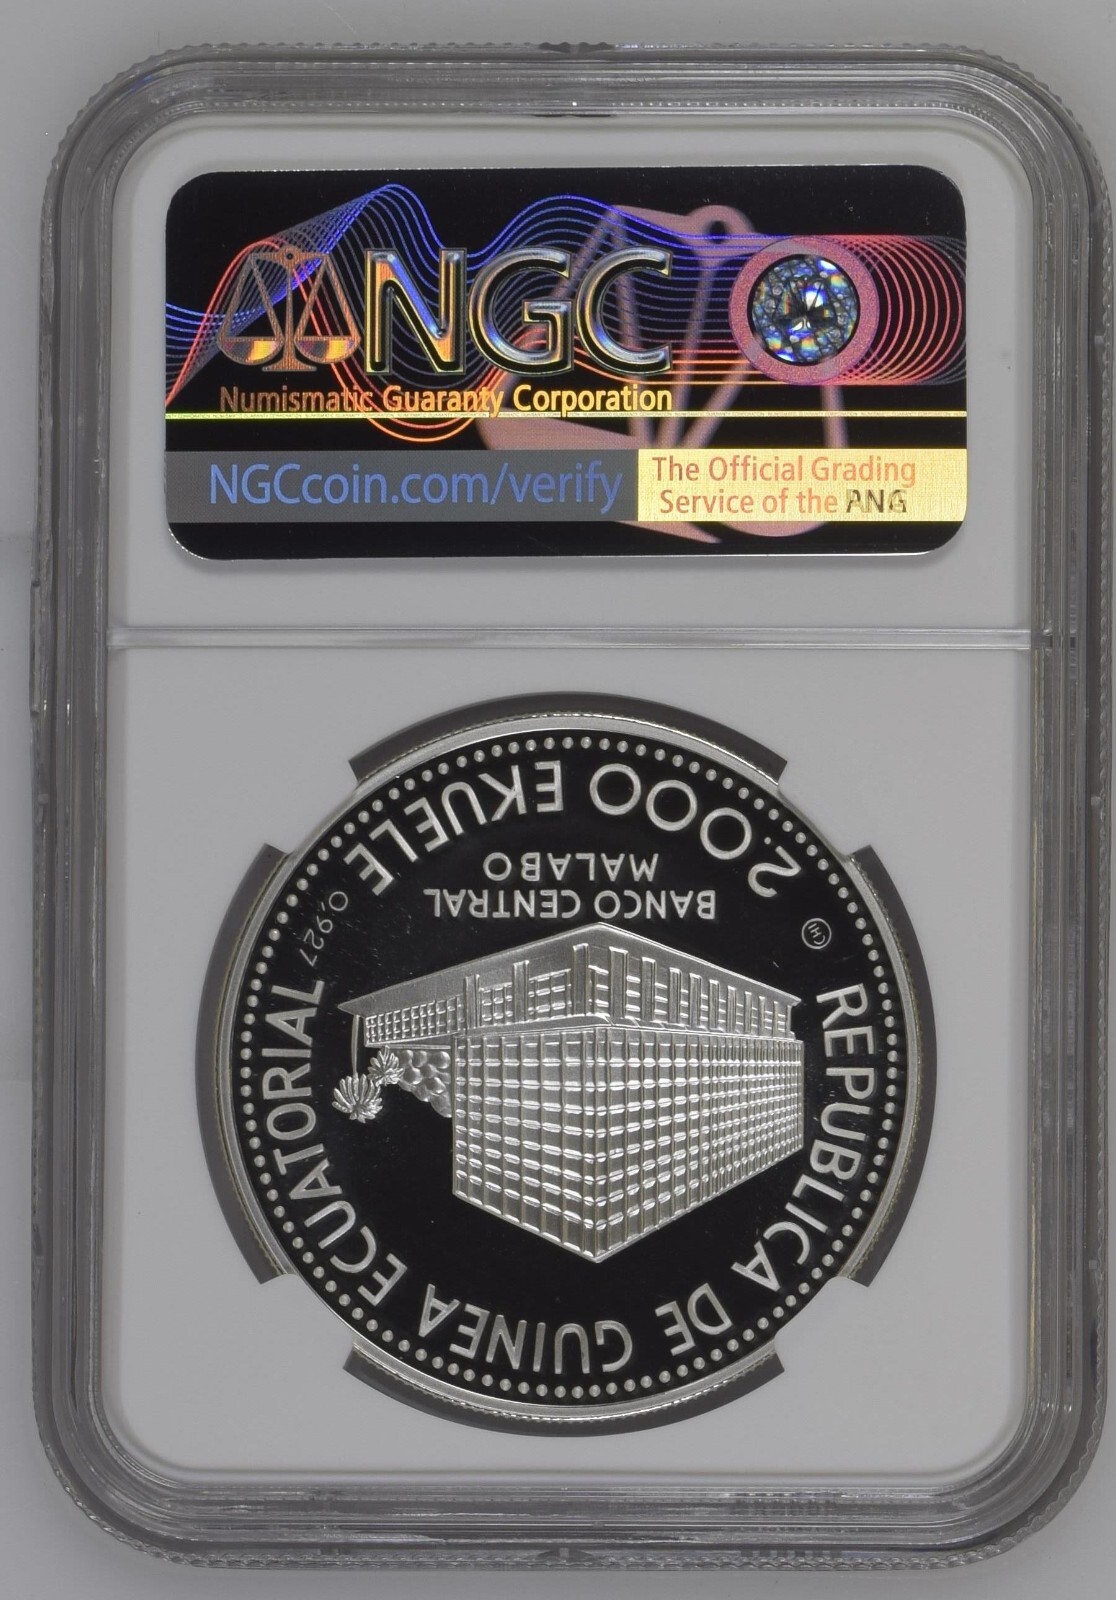 NGC
Numismatic Guaranty Corporation
NGCcoin.com/verify
The Official Grading
Service of the ANG
REPUBLICA DE GUINEA ECUATORIAL
BANCO CENTRAL
MALABO
2.000 EKUELE
0,927
CHI